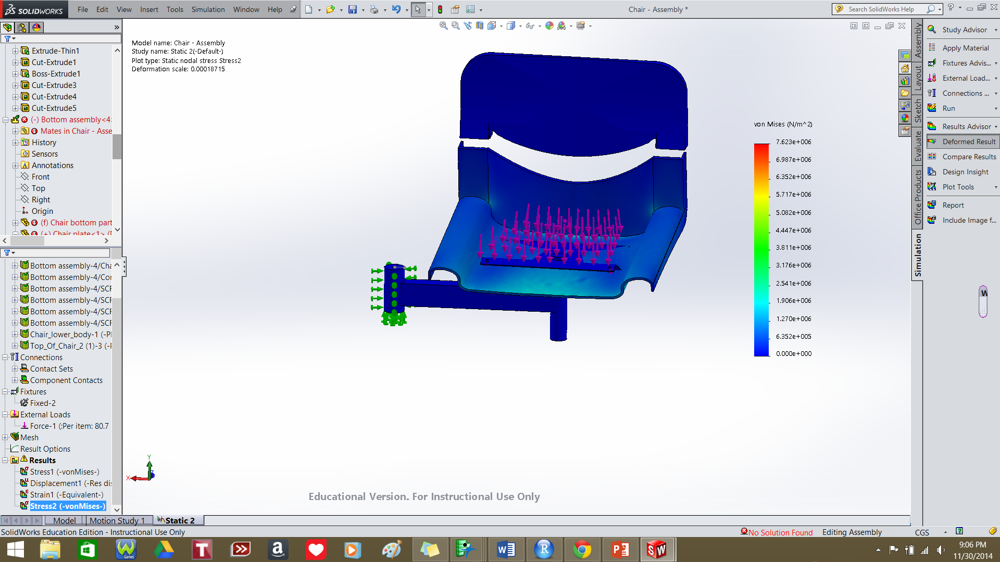 SOLIDWORKS
File Edit View Insert Tools Simulation Window Help
Chair - Assembly *
Search SolidWorks Help
Extrude-Thin1
Cut-Extrude1
Boss-Extrude1
Cut-Extrude3
Cut-Extrude4
Cut-Extrude5
(-) Bottom assembly<4>
Mates in Chair - Asse
History
Sensors
Annotations
Front
Top
Right
Origin
(f) Chair bottom part
(+) Chair plate<1> (
Bottom assembly-4/Cha
Bottom assembly-4/Cor
Bottom assembly-4/SCF
Bottom assembly-4/SCF
Bottom assembly-4/SCF
Bottom assembly-4/SCF
Chair_lower_body-1 (-Pl
Top_Of_Chair_2 (1)-3 (-F
Connections
Contact Sets
Component Contacts
Fixtures
Fixed-2
External Loads
Force-1 (:Per item: 80.7
Mesh
Result Options
Results
Stress1 (-vonMises-)
Displacement1 (-Res dis
Strain1 (-Equivalent-)
Stress2 (-vonMises-)
Model name: Chair - Assembly
Study name: Static 2(-Default-)
Plot type: Static nodal stress Stress2
Deformation scale: 0.00018715
von Mises (N/m^2)
7.623e+006
6.987e+006
6.352e+006
5.717e+006
5.082e+006
4.447e+006
3.811e+006
3.176e+006
2.541e+006
1.906e+006
1.270e+006
6.352e+005
0.000e+000
Y
X
Z
Educational Version. For Instructional Use Only
Assembly
Layout
Sketch
Evaluate
Office Products
Simulation
Study Advisor
Apply Material
Fixtures Advis...
External Load...
Connections ...
Run
Results Advisor
Deformed Result
Compare Results
Design Insight
Plot Tools
Report
Include Image f...
W
Model Motion Study 1 Static 2
SolidWorks Education Edition - Instructional Use Only
No Solution Found Editing Assembly CGS
Games
9:06 PM
11/30/2014